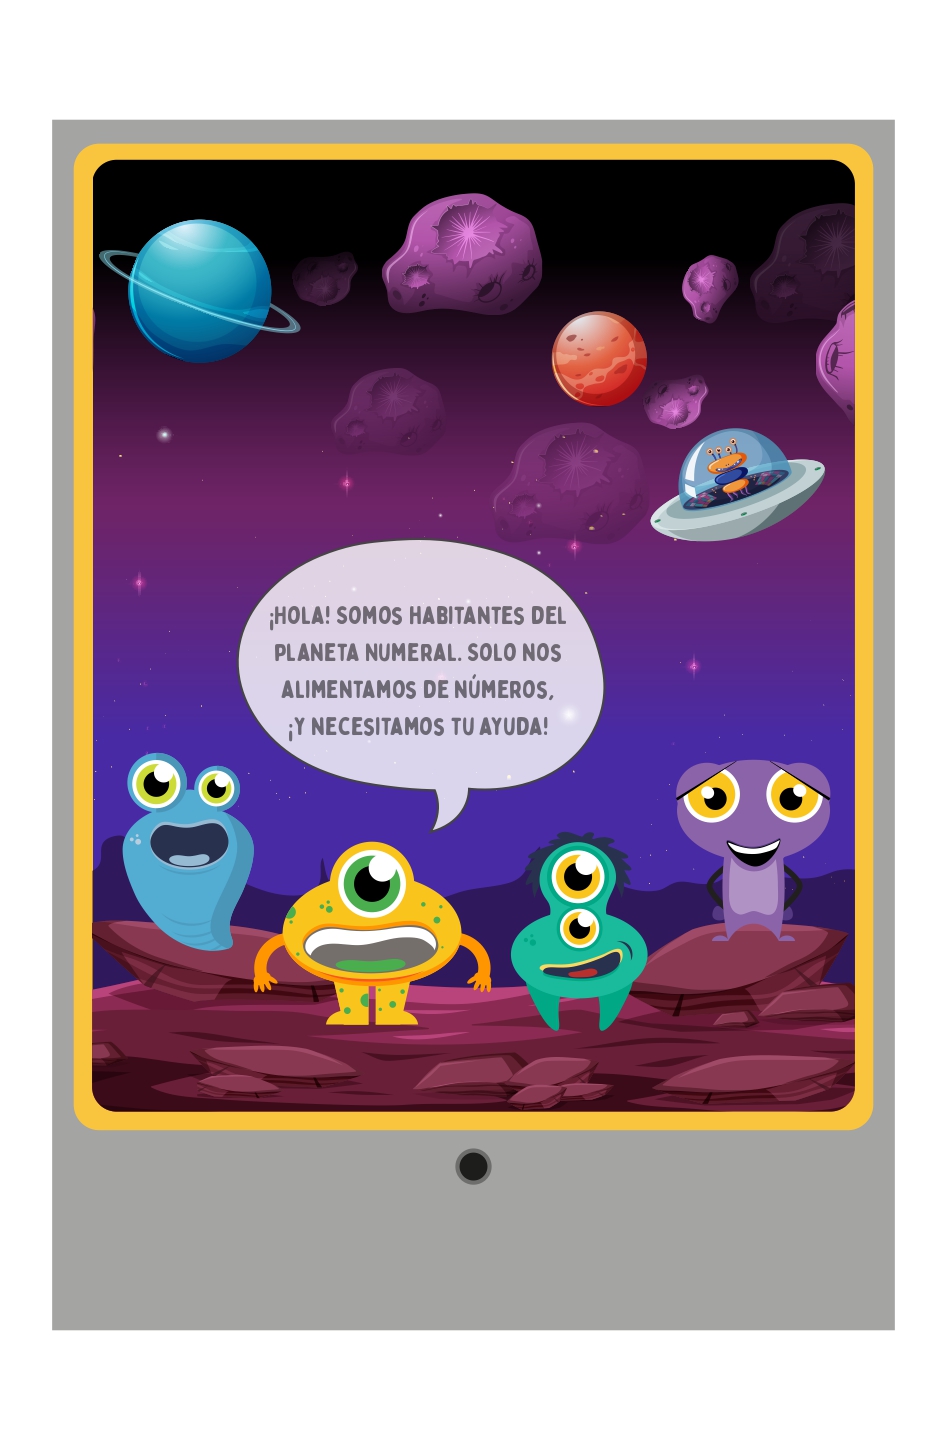 ¡HOLA! SOMOS HABITANTES DEL
PLANETA NUMERAL. SOLO NOS
ALIMENTAMOS DE NÚMEROS,
¡Y NECESITAMOS TU AYUDA!